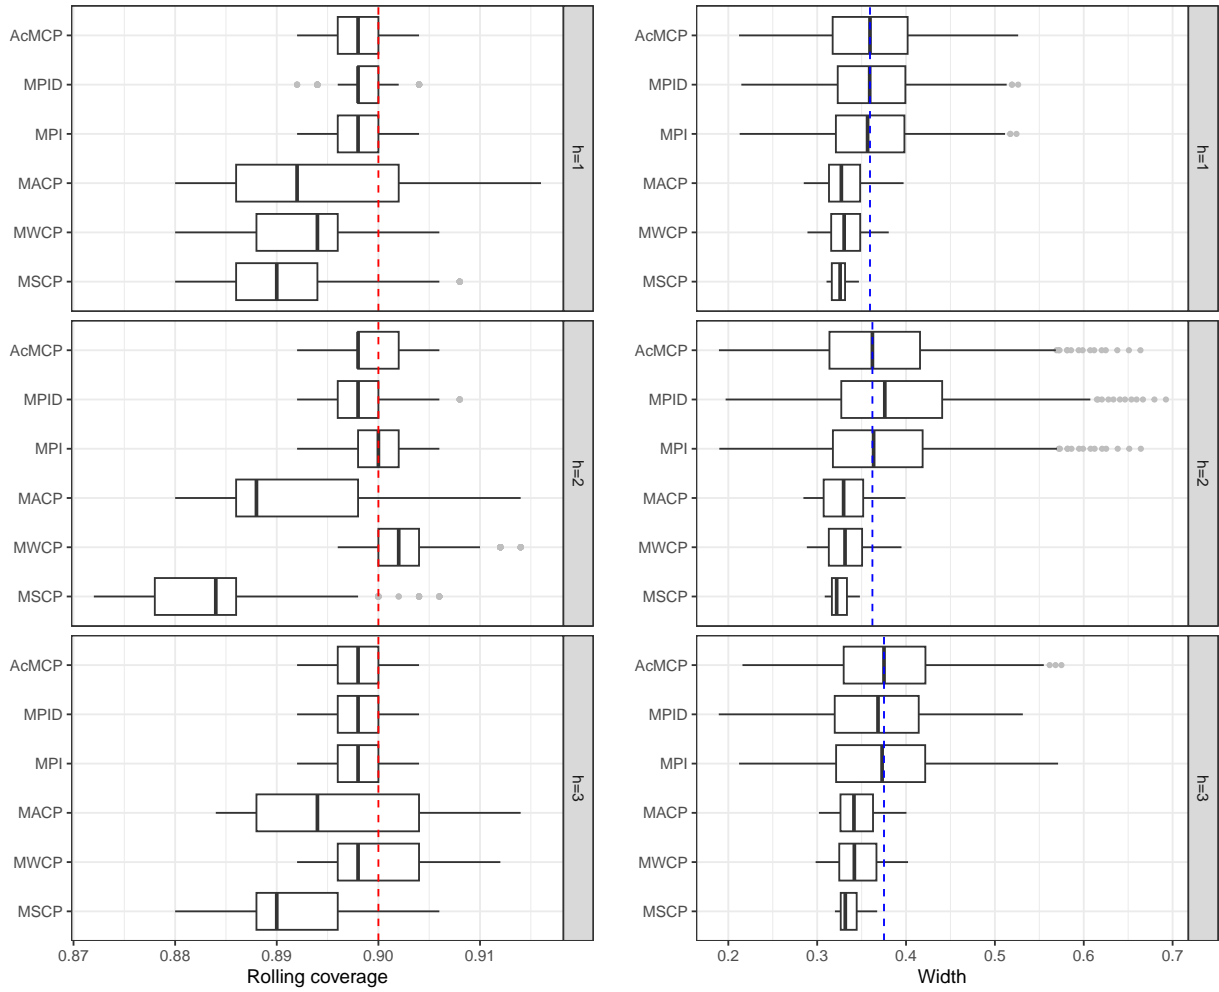 AcMCP
MPID
MPI
MACP
MWCP
MSCP
h=1
AcMCP
MPID
MPI
MACP
MWCP
MSCP
h=2
AcMCP
MPID
MPI
MACP
MWCP
MSCP
h=3
0.87 0.88 0.89 0.90 0.91
Rolling coverage
AcMCP
MPID
MPI
MACP
MWCP
MSCP
h=1
AcMCP
MPID
MPI
MACP
MWCP
MSCP
h=2
AcMCP
MPID
MPI
MACP
MWCP
MSCP
h=3
0.2 0.3 0.4 0.5 0.6 0.7
Width